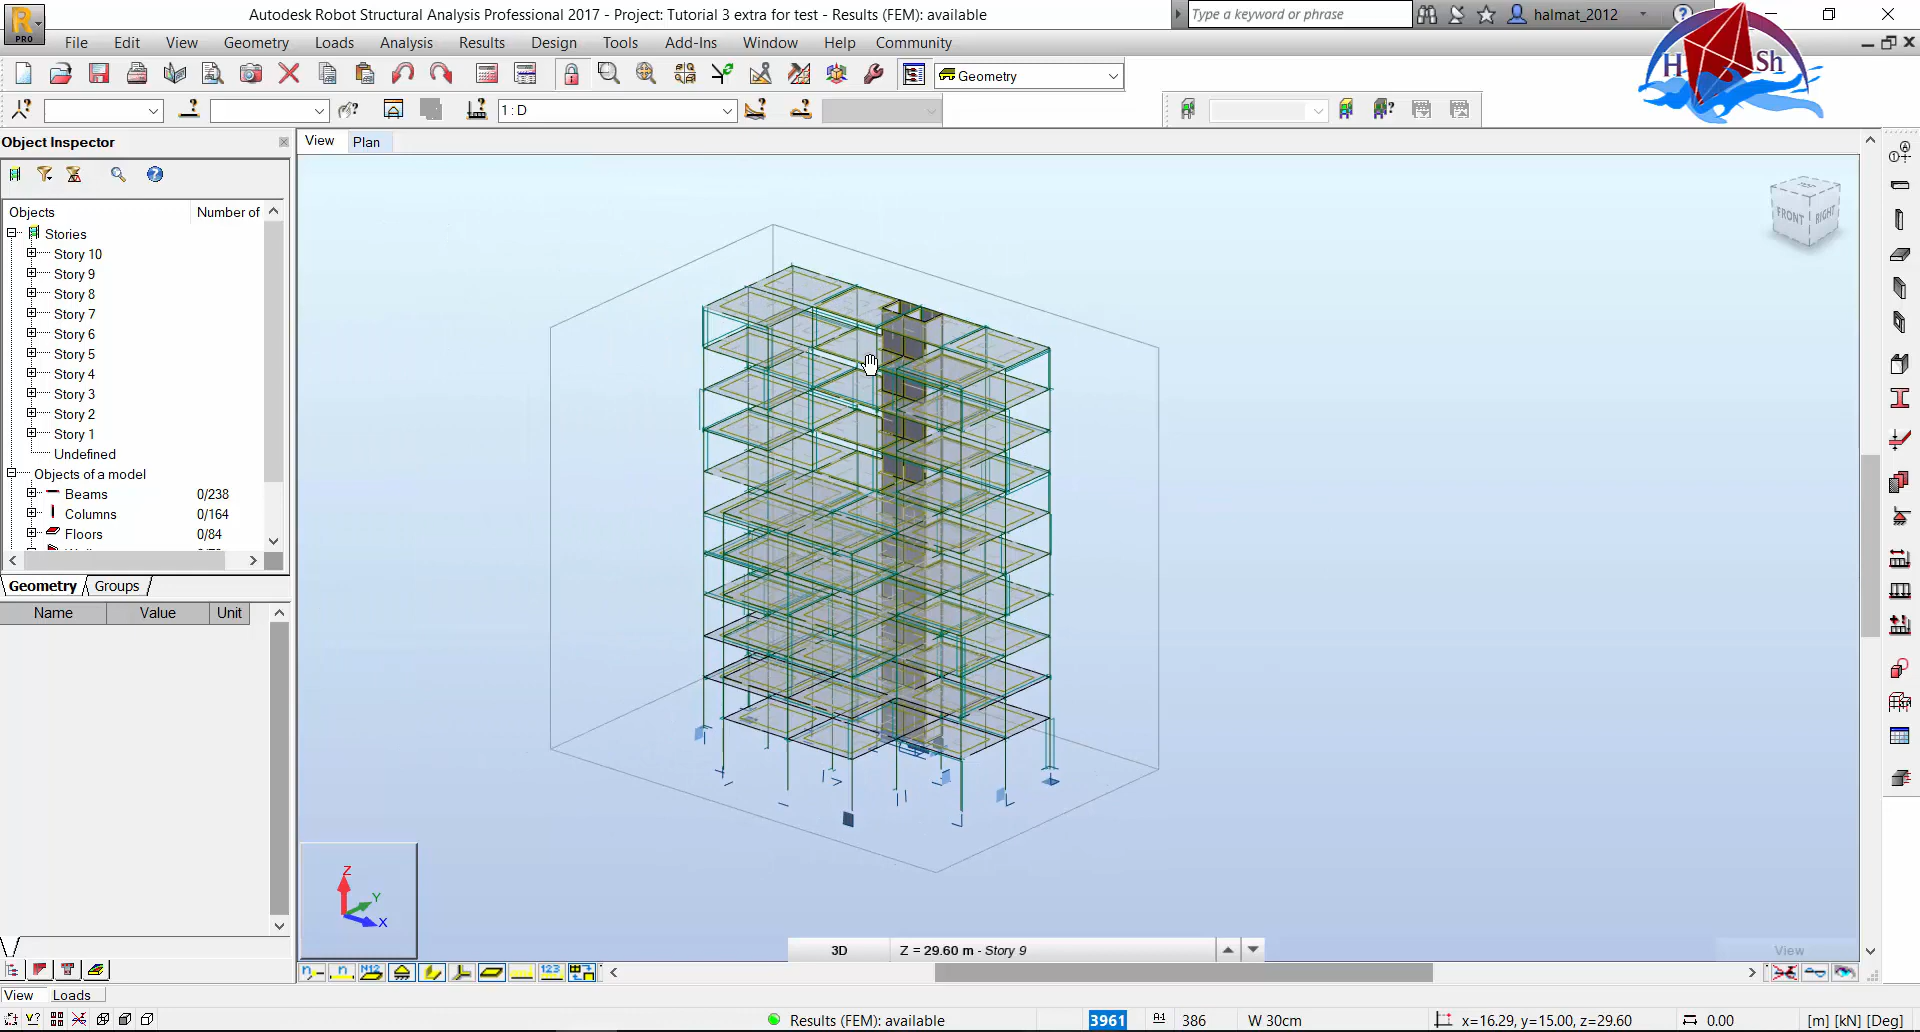 Autodesk Robot Structural Analysis Professional 2017 - Project: Tutorial 3 extra for test - Results (FEM): available
Type a keyword or phrase
halmat_2012
PRO
File Edit View Geometry Loads Analysis Results Design Tools Add-Ins Window Help Community
H Sh
Geometry
1 : D
Object Inspector
View Plan
Objects Number of
Stories
Story 10
Story 9
Story 8
Story 7
Story 6
Story 5
Story 4
Story 3
Story 2
Story 1
Undefined
Objects of a model
Beams 0/238
Columns 0/164
Floors 0/84
Geometry Groups
Name Value Unit
FRONT RIGHT
Z
Y
X
3D Z = 29.60 m - Story 9
View
View Loads
Results (FEM): available 3961 386 W 30cm x=16.29, y=15.00, z=29.60 0.00 [m] [kN] [Deg]